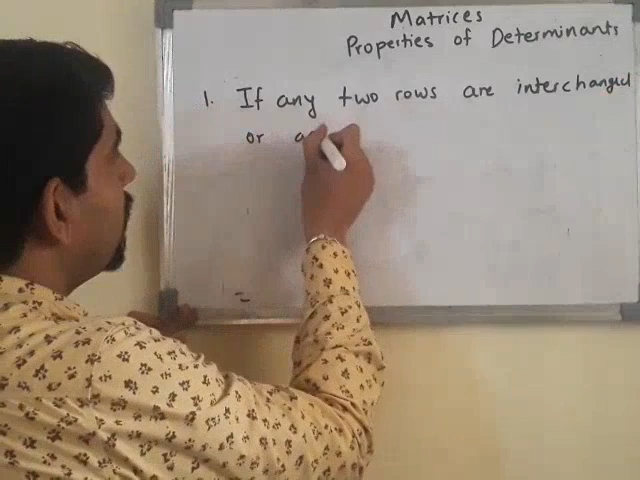 Matrices
Properties of Determinants
1. If any two rows are interchanged
or a